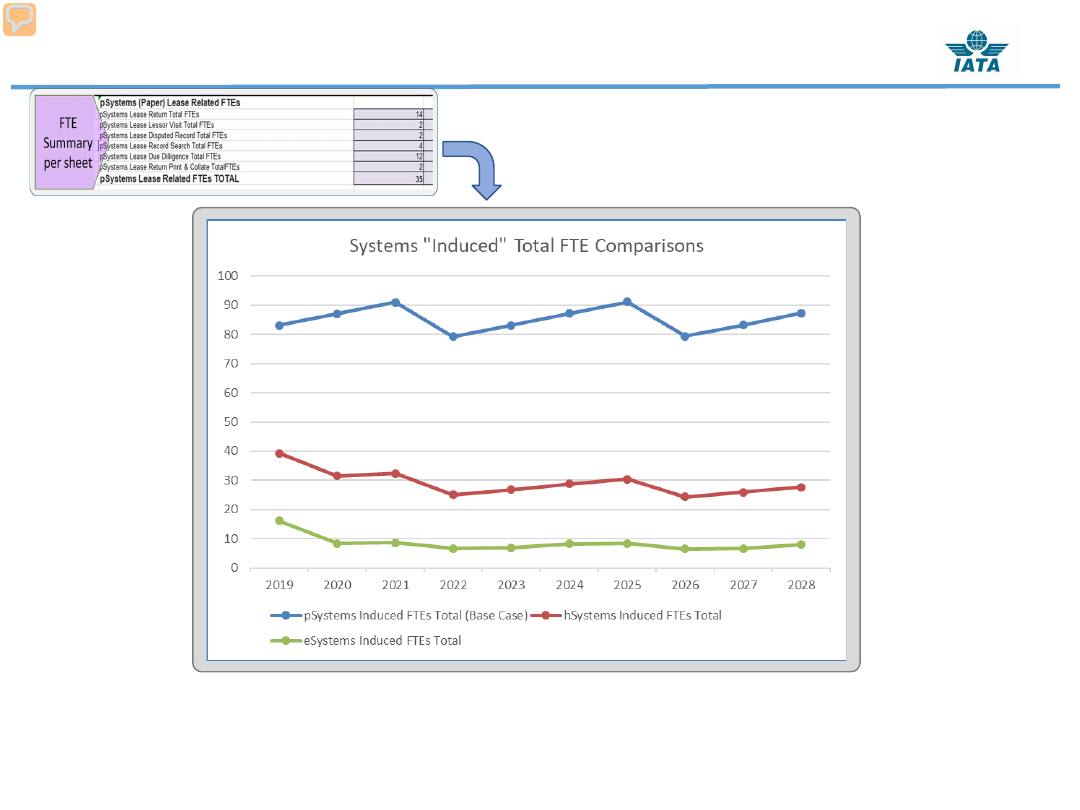 IATA
FTE
Summary
per sheet
pSystems (Paper) Lease Related FTEs
pSystems Lease Return Total FTEs 14
pSystems Lease Lessor Visit Total FTEs 2
pSystems Lease Disputed Record Total FTEs 2
pSystems Lease Record Search Total FTEs 4
pSystems Lease Due Dilligence Total FTEs 12
pSystems Lease Return Print & Collate TotalFTEs 2
pSystems Lease Related FTEs TOTAL 35
Systems "Induced" Total FTE Comparisons
100
90
80
70
60
50
40
30
20
10
0
2019 2020 2021 2022 2023 2024 2025 2026 2027 2028
pSystems Induced FTEs Total (Base Case) hSystems Induced FTEs Total
eSystems Induced FTEs Total